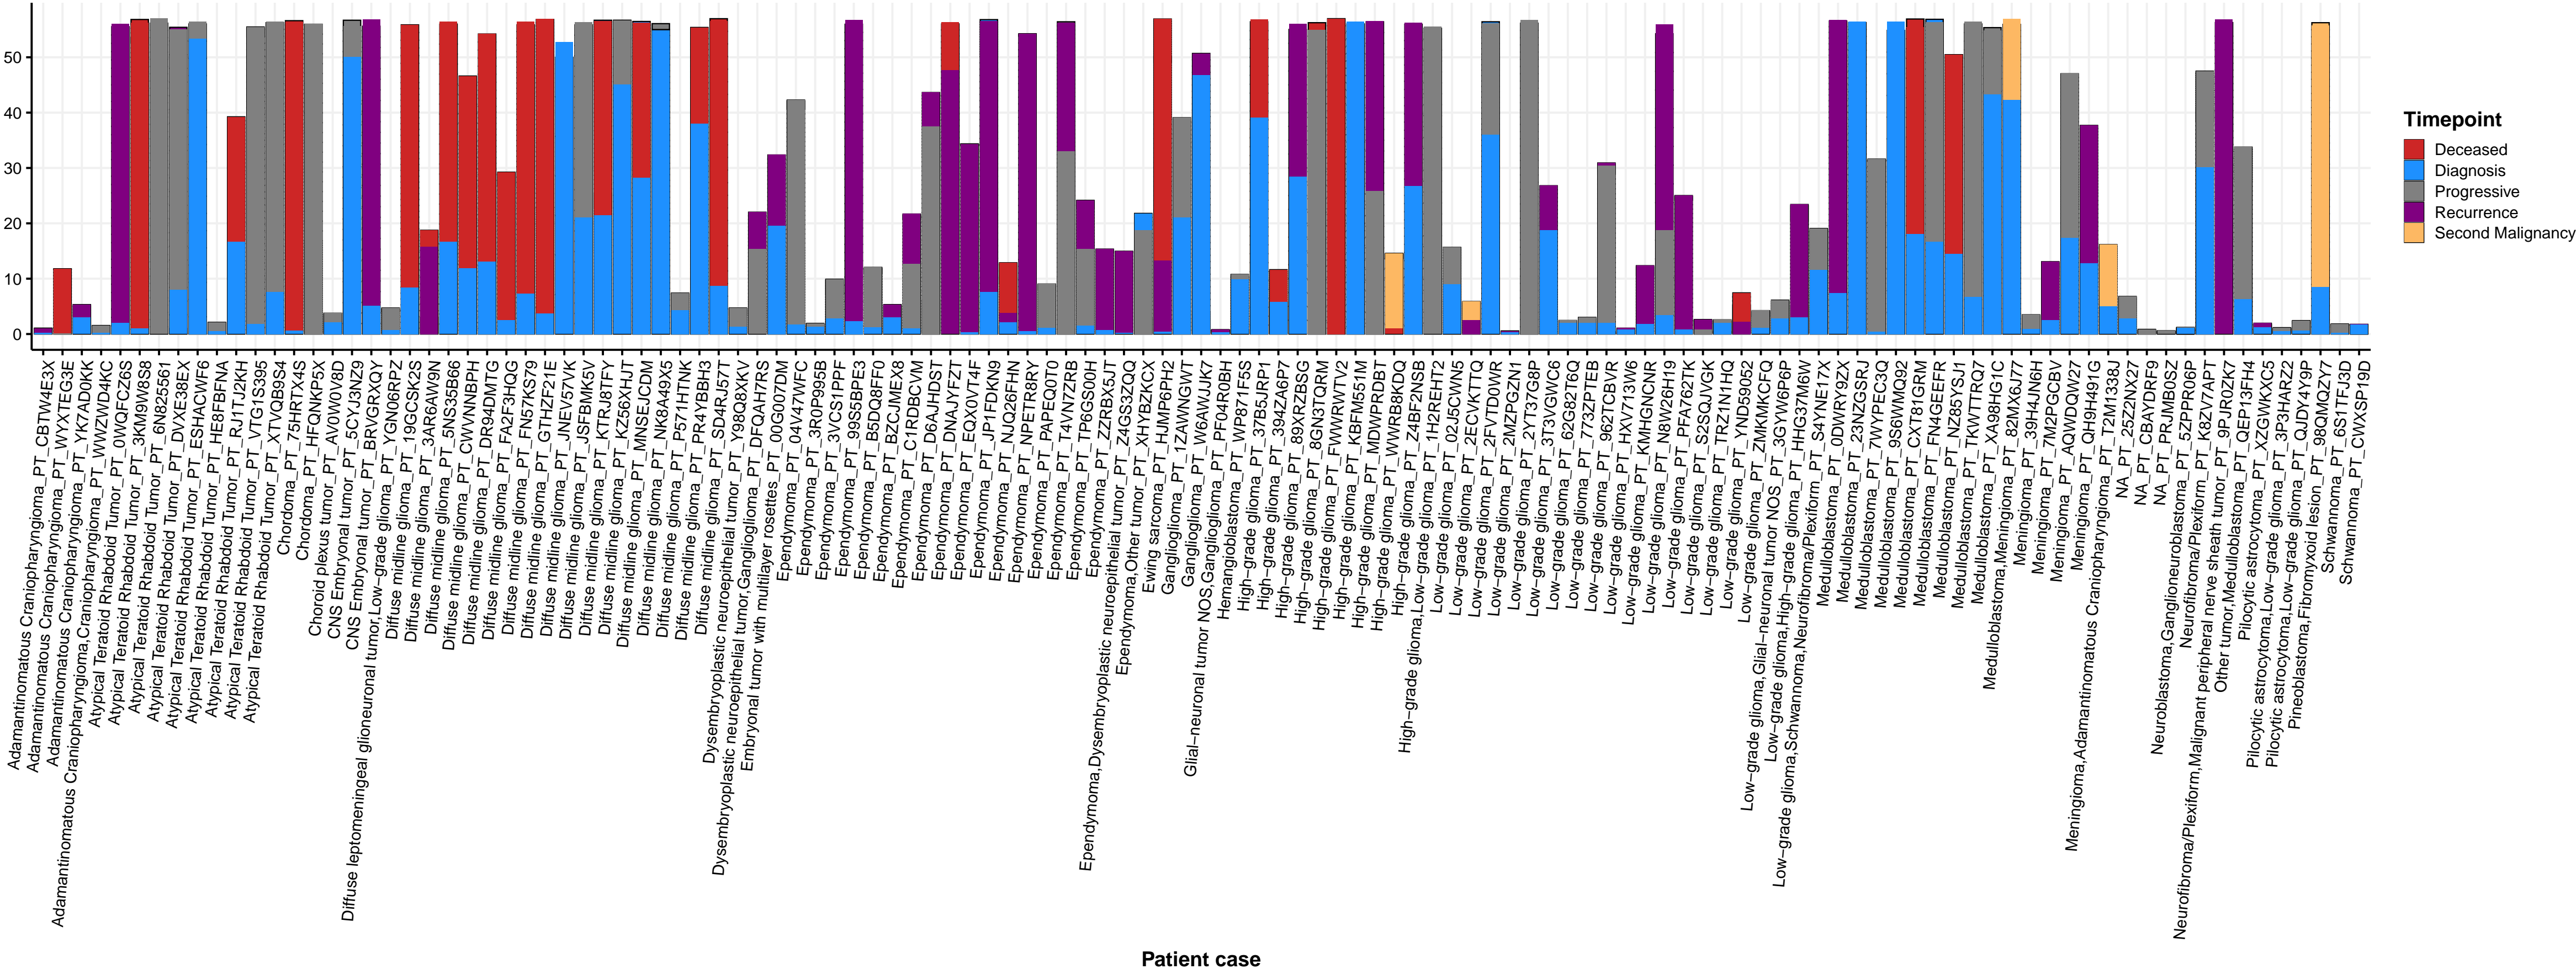 50
40
30
20
10
0
Adamantinomatous Craniopharyngioma_PT_CBTW4E3X
Adamantinomatous Craniopharyngioma_PT_WYXTEG3E
Adamantinomatous Craniopharyngioma_PT_YK7AD0KK
Adamantinomatous Craniopharyngioma,Craniopharyngioma_PT_WWZWD4KC
Atypical Teratoid Rhabdoid Tumor_PT_0WQFCZ6S
Atypical Teratoid Rhabdoid Tumor_PT_3KM9W8S8
Atypical Teratoid Rhabdoid Tumor_PT_6N825561
Atypical Teratoid Rhabdoid Tumor_PT_DVXE38EX
Atypical Teratoid Rhabdoid Tumor_PT_ESHACWF6
Atypical Teratoid Rhabdoid Tumor_PT_HE8FBFNA
Atypical Teratoid Rhabdoid Tumor_PT_RJ1TJ2KH
Atypical Teratoid Rhabdoid Tumor_PT_VTG1S395
Atypical Teratoid Rhabdoid Tumor_PT_XTVQB9S4
Chordoma_PT_75HRTX4S
Chordoma_PT_HFQNKP5X
Choroid plexus tumor_PT_AV0W0V8D
CNS Embryonal tumor_PT_5CYJ3NZ9
CNS Embryonal tumor_PT_BRVGRXQY
Diffuse leptomeningeal glioneuronal tumor,Low−grade glioma_PT_YGN06RPZ
Diffuse midline glioma_PT_19GCSK2S
Diffuse midline glioma_PT_3AR6AW9N
Diffuse midline glioma_PT_5NS35B66
Diffuse midline glioma_PT_CWVNNBPH
Diffuse midline glioma_PT_DR94DMTG
Diffuse midline glioma_PT_FA2F3HQG
Diffuse midline glioma_PT_FN57KS79
Diffuse midline glioma_PT_GTHZF21E
Diffuse midline glioma_PT_JNEV57VK
Diffuse midline glioma_PT_JSFBMK5V
Diffuse midline glioma_PT_KTRJ8TFY
Diffuse midline glioma_PT_KZ56XHJT
Diffuse midline glioma_PT_MNSEJCDM
Diffuse midline glioma_PT_NK8A49X5
Diffuse midline glioma_PT_P571HTNK
Diffuse midline glioma_PT_PR4YBBH3
Diffuse midline glioma_PT_SD4RJ57T
Dysembryoplastic neuroepithelial tumor_PT_Y98Q8XKV
Dysembryoplastic neuroepithelial tumor,Ganglioglioma_PT_DFQAH7RS
Embryonal tumor with multilayer rosettes_PT_00G007DM
Ependymoma_PT_04V47WFC
Ependymoma_PT_3R0P995B
Ependymoma_PT_3VCS1PPF
Ependymoma_PT_99S5BPE3
Ependymoma_PT_B5DQ8FF0
Ependymoma_PT_BZCJMEX8
Ependymoma_PT_C1RDBCVM
Ependymoma_PT_D6AJHDST
Ependymoma_PT_DNAJYFZT
Ependymoma_PT_EQX0VT4F
Ependymoma_PT_JP1FDKN9
Ependymoma_PT_NJQ26FHN
Ependymoma_PT_NPETR8RY
Ependymoma_PT_PAPEQ0T0
Ependymoma_PT_T4VN7ZRB
Ependymoma_PT_TP6GS00H
Ependymoma_PT_ZZRBX5JT
Ependymoma,Dysembryoplastic neuroepithelial tumor_PT_Z4GS3ZQQ
Ependymoma,Other tumor_PT_XHYBZKCX
Ewing sarcoma_PT_HJMP6PH2
Ganglioglioma_PT_1ZAWNGWT
Ganglioglioma_PT_W6AWJJK7
Glial−neuronal tumor NOS,Ganglioglioma_PT_PF04R0BH
Hemangioblastoma_PT_WP871F5S
High−grade glioma_PT_37B5JRP1
High−grade glioma_PT_394ZA6P7
High−grade glioma_PT_89XRZBSG
High−grade glioma_PT_8GN3TQRM
High−grade glioma_PT_FWWRWTV2
High−grade glioma_PT_KBFM551M
High−grade glioma_PT_MDWPRDBT
High−grade glioma_PT_WWRB8KDQ
High−grade glioma_PT_Z4BF2NSB
High−grade glioma,Low−grade glioma_PT_1H2REHT2
Low−grade glioma_PT_02J5CWN5
Low−grade glioma_PT_2ECVKTTQ
Low−grade glioma_PT_2FVTD0WR
Low−grade glioma_PT_2MZPGZN1
Low−grade glioma_PT_2YT37G8P
Low−grade glioma_PT_3T3VGWC6
Low−grade glioma_PT_62G82T6Q
Low−grade glioma_PT_773ZPTEB
Low−grade glioma_PT_962TCBVR
Low−grade glioma_PT_HXV713W6
Low−grade glioma_PT_KMHGNCNR
Low−grade glioma_PT_N8W26H19
Low−grade glioma_PT_PFA762TK
Low−grade glioma_PT_S2SQJVGK
Low−grade glioma_PT_TRZ1N1HQ
Low−grade glioma_PT_YND59052
Low−grade glioma_PT_ZMKMKCFQ
Low−grade glioma,Glial−neuronal tumor NOS_PT_3GYW6P6P
Low−grade glioma,High−grade glioma_PT_HHG37M6W
Low−grade glioma,Schwannoma,Neurofibroma/Plexiform_PT_S4YNE17X
Medulloblastoma_PT_0DWRY9ZX
Medulloblastoma_PT_23NZGSRJ
Medulloblastoma_PT_7WYPEC3Q
Medulloblastoma_PT_9S6WMQ92
Medulloblastoma_PT_CXT81GRM
Medulloblastoma_PT_FN4GEEFR
Medulloblastoma_PT_NZ85YSJ1
Medulloblastoma_PT_TKWTTRQ7
Medulloblastoma_PT_XA98HG1C
Medulloblastoma,Meningioma_PT_82MX6J77
Meningioma_PT_39H4JN6H
Meningioma_PT_7M2PGCBV
Meningioma_PT_AQWDQW27
Meningioma_PT_QH9H491G
Meningioma,Adamantinomatous Craniopharyngioma_PT_T2M1338J
NA_PT_25Z2NX27
NA_PT_CBAYDRF9
NA_PT_PRJMB0SZ
Neuroblastoma,Ganglioneuroblastoma_PT_5ZPPR06P
Neurofibroma/Plexiform_PT_K8ZV7APT
Neurofibroma/Plexiform,Malignant peripheral nerve sheath tumor_PT_9PJR0ZK7
Other tumor,Medulloblastoma_PT_QEP13FH4
Pilocytic astrocytoma_PT_XZGWKXC5
Pilocytic astrocytoma,Low−grade glioma_PT_3P3HARZ2
Pilocytic astrocytoma,Low−grade glioma_PT_QJDY4Y9P
Pineoblastoma,Fibromyxoid lesion_PT_98QMQZY7
Schwannoma_PT_6S1TFJ3D
Schwannoma_PT_CWXSP19D
Patient case
Timepoint
Deceased
Diagnosis
Progressive
Recurrence
Second Malignancy